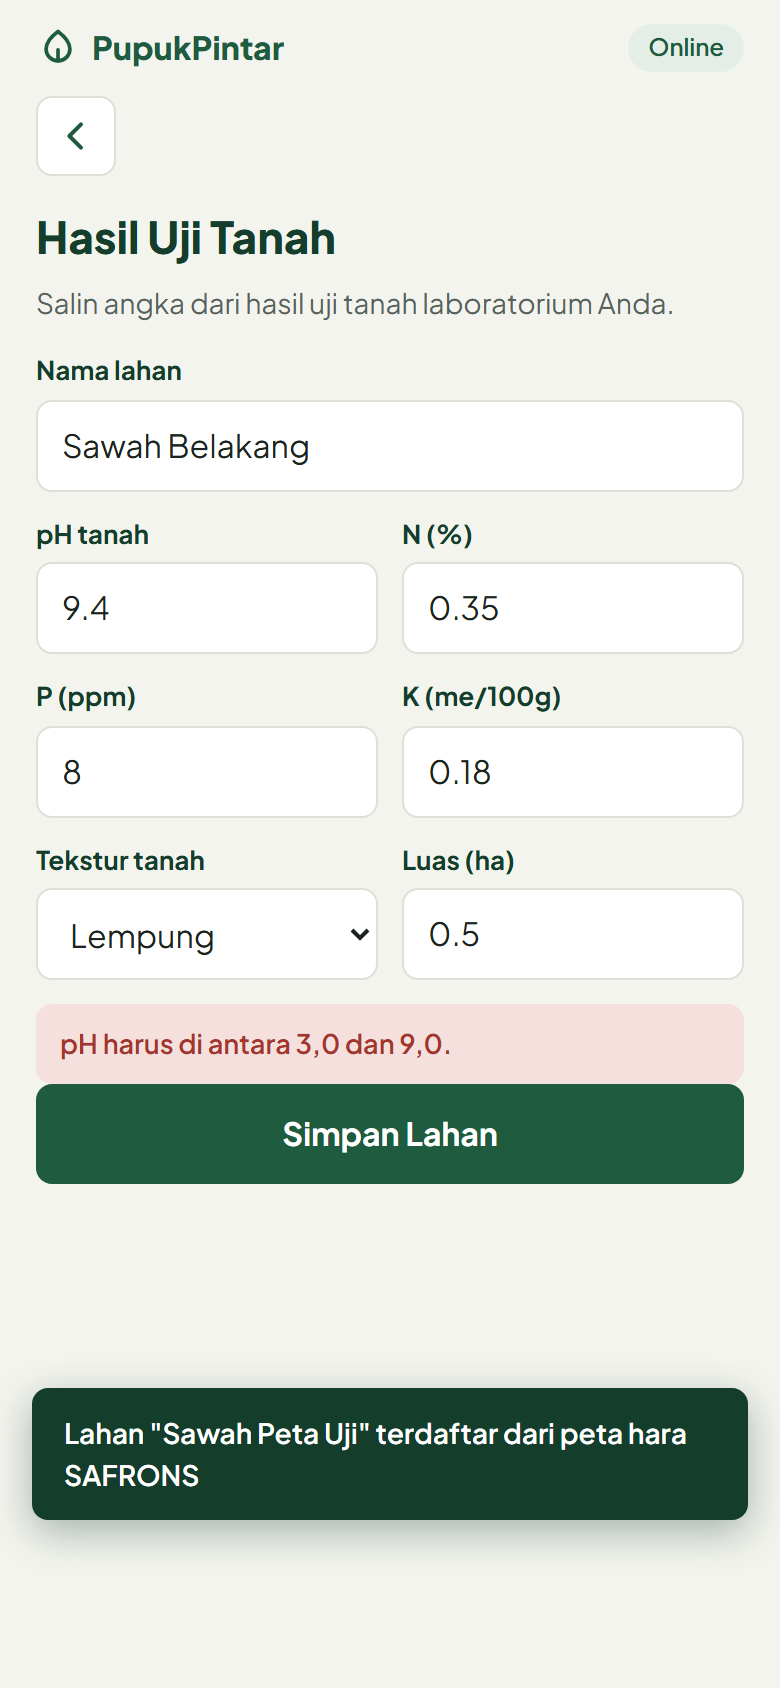 PupukPintar
Online
Hasil Uji Tanah
Salin angka dari hasil uji tanah laboratorium Anda.
Nama lahan
Sawah Belakang
pH tanah
N (%)
9.4
0.35
P (ppm)
K (me/100g)
8
0.18
Tekstur tanah
Luas (ha)
Lempung
0.5
pH harus di antara 3,0 dan 9,0.
Simpan Lahan
Lahan "Sawah Peta Uji" terdaftar dari peta hara
SAFRONS